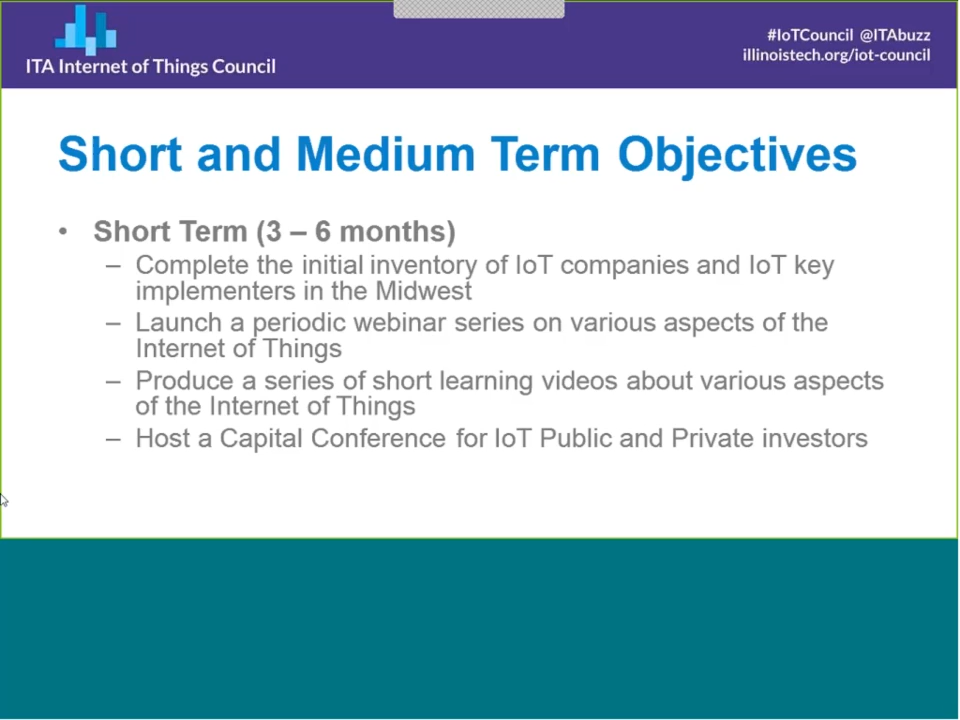 #IoTCouncil @ITAbuzz
illinoistech.org/iot-council
ITA Internet of Things Council
Short and Medium Term Objectives
• Short Term (3 – 6 months)
– Complete the initial inventory of IoT companies and IoT key
implementers in the Midwest
– Launch a periodic webinar series on various aspects of the
Internet of Things
– Produce a series of short learning videos about various aspects
of the Internet of Things
– Host a Capital Conference for IoT Public and Private investors